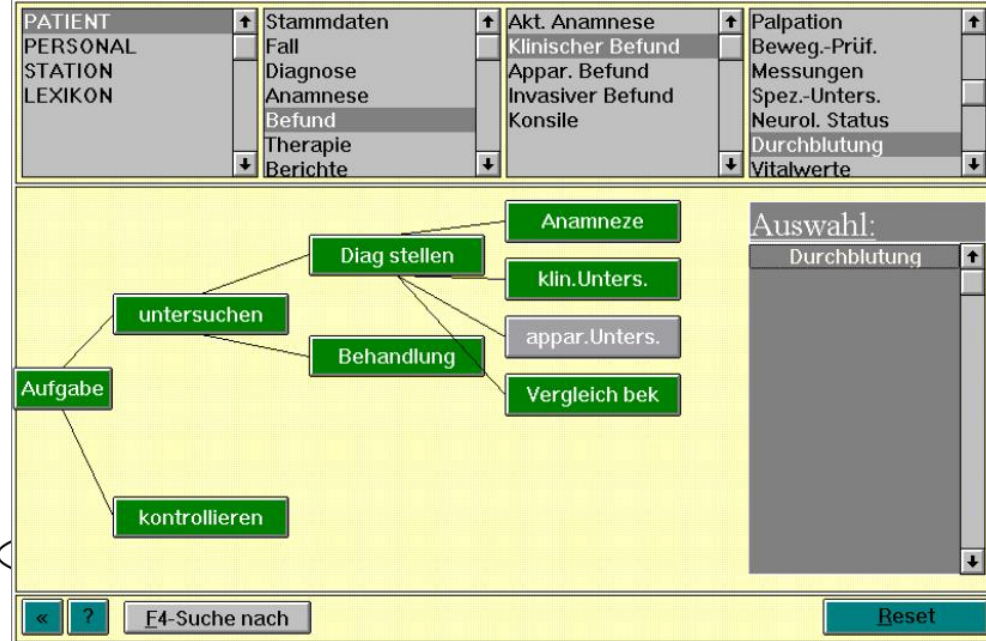 PATIENT
PERSONAL
STATION
LEXIKON
Stammdaten
Fall
Diagnose
Anamnese
Befund
Therapie
Berichte
Akt. Anamnese
Klinischer Befund
Appar. Befund
Invasiver Befund
Konsile
Palpation
Beweg.-Prüf.
Messungen
Spez.-Unters.
Neurol. Status
Durchblutung
Vitalwerte
Aufgabe
untersuchen
kontrollieren
Diag stellen
Behandlung
Anamneze
klin.Unters.
appar.Unters.
Vergleich bek
Auswahl:
Durchblutung
«
?
F4-Suche nach
Reset